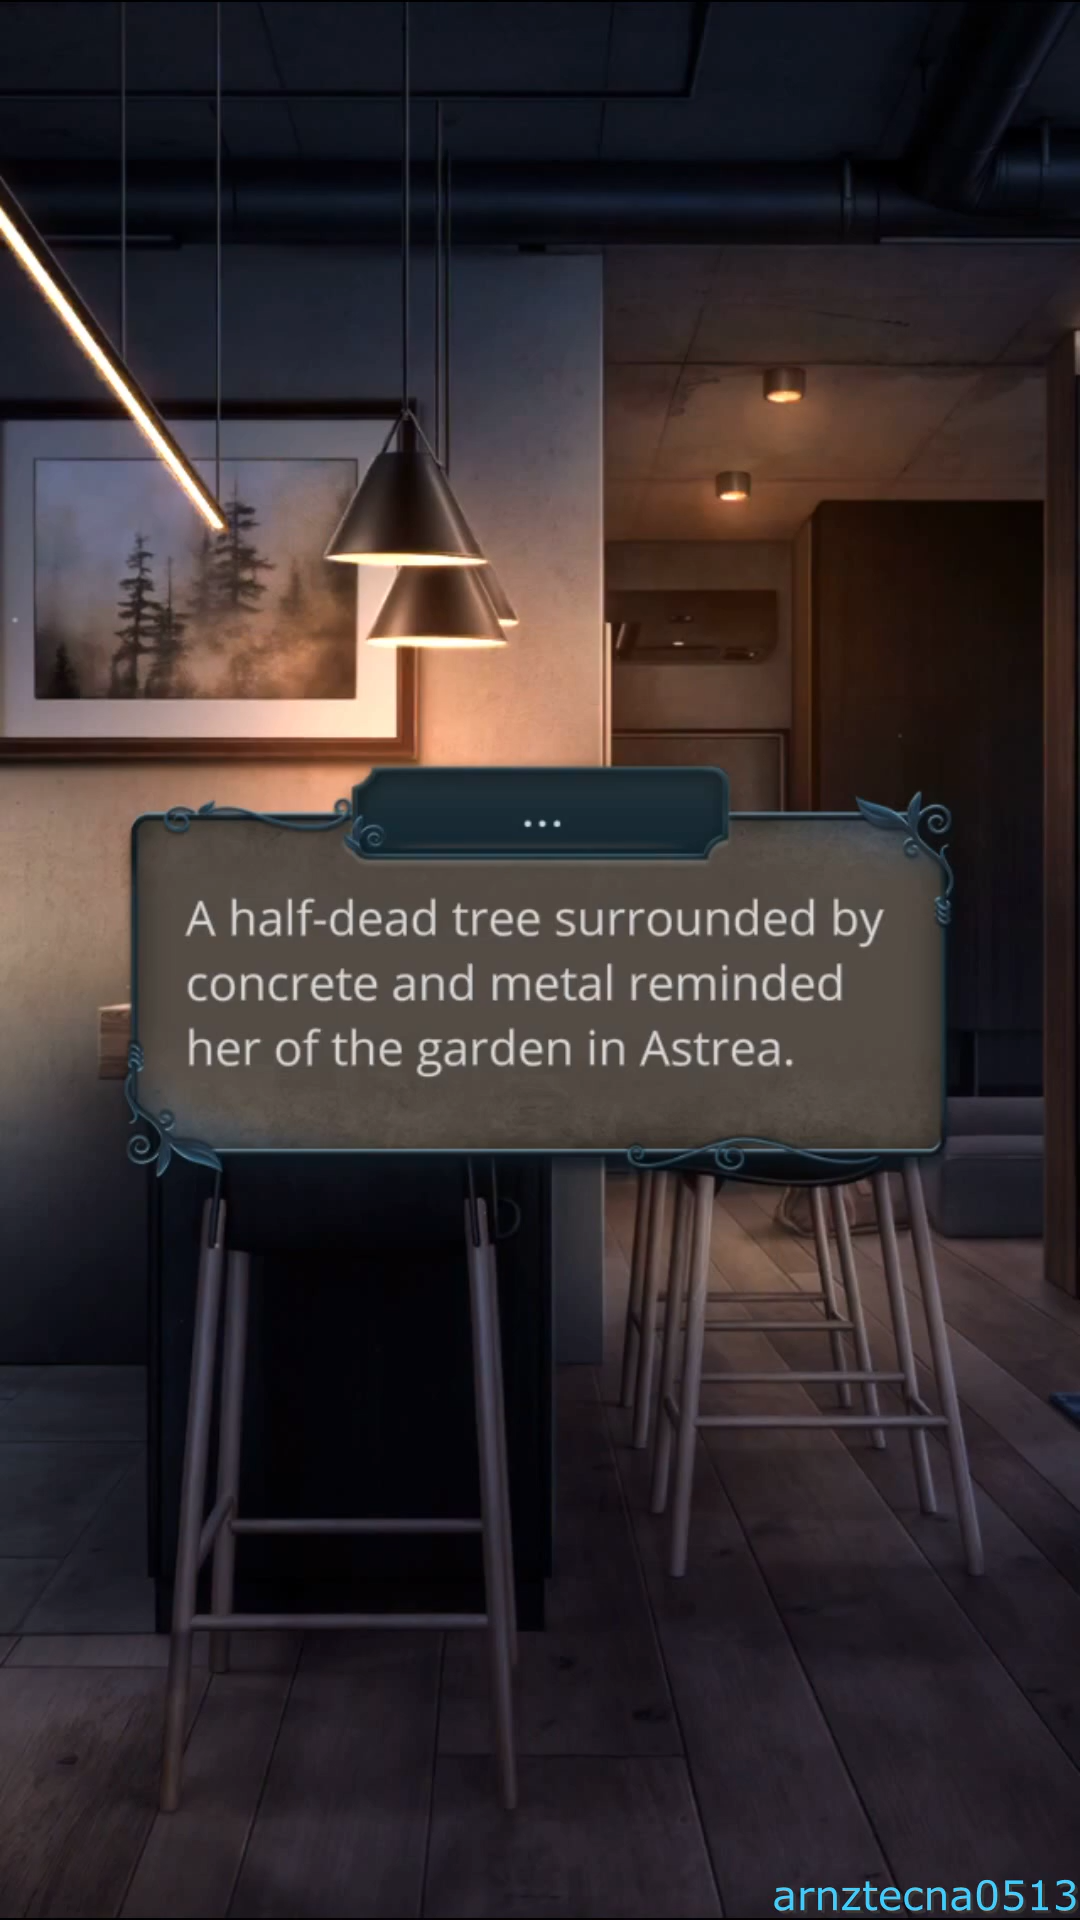 ...
A half-dead tree surrounded by
concrete and metal reminded
her of the garden in Astrea.
arnztecna0513